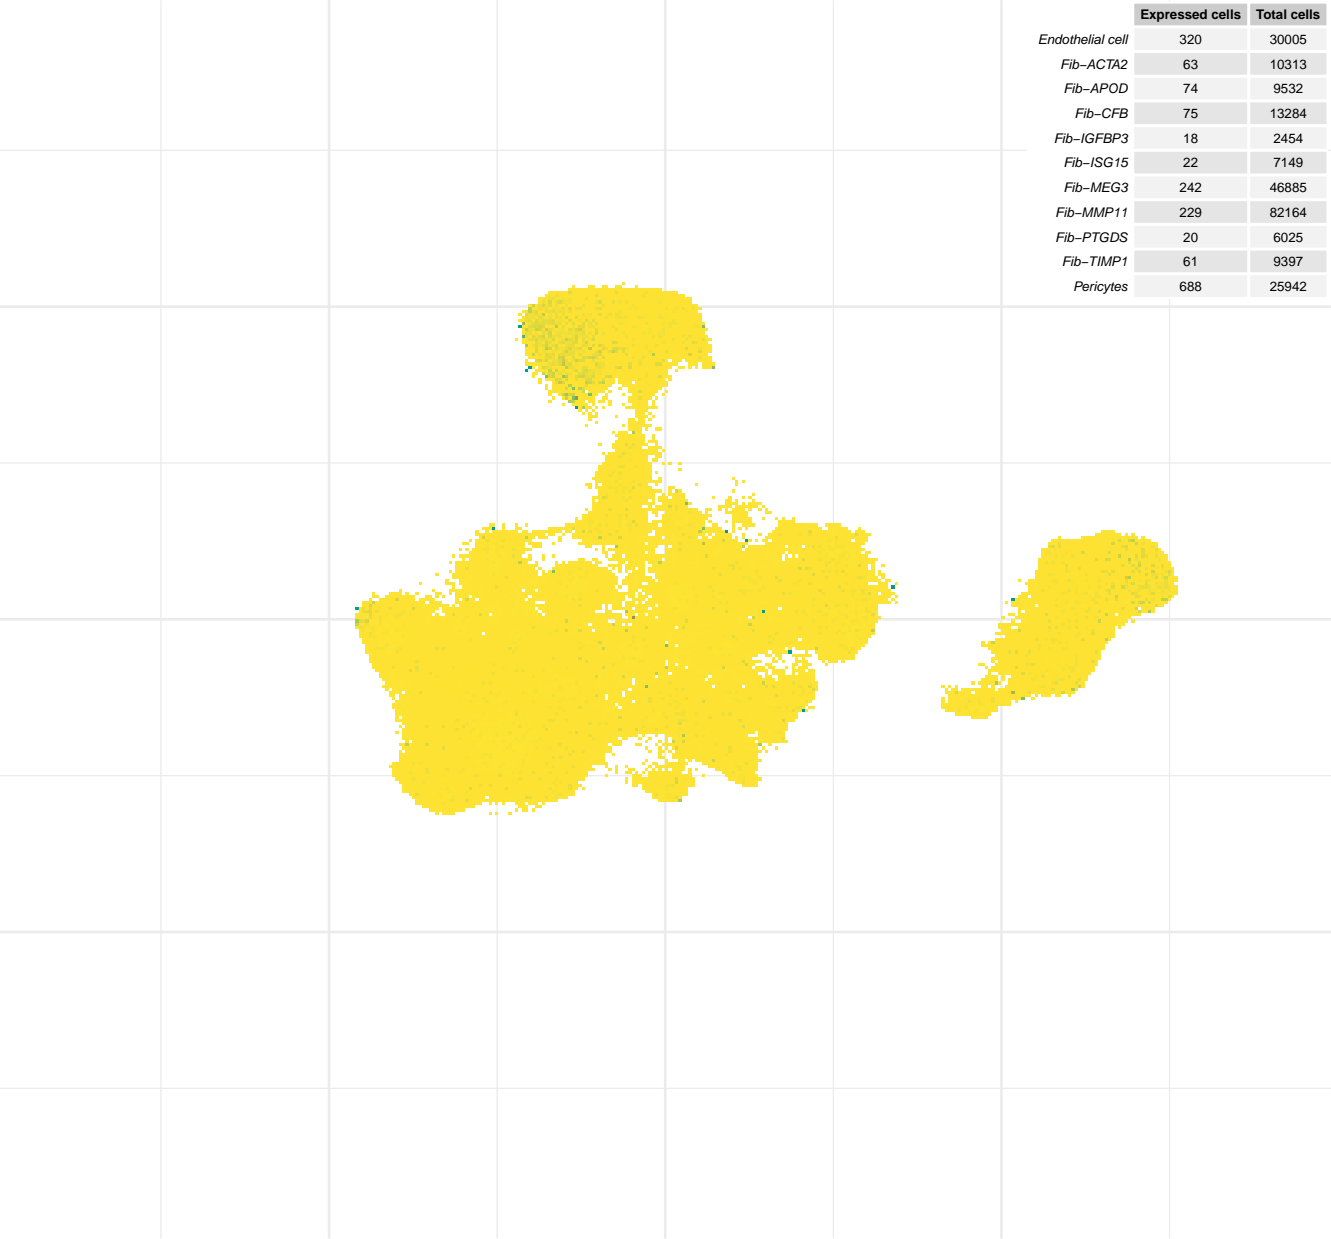 Expressed cells Total cells
Endothelial cell 320 30005
Fib−ACTA2 63 10313
Fib−APOD 74 9532
Fib−CFB 75 13284
Fib−IGFBP3 18 2454
Fib−ISG15 22 7149
Fib−MEG3 242 46885
Fib−MMP11 229 82164
Fib−PTGDS 20 6025
Fib−TIMP1 61 9397
Pericytes 688 25942